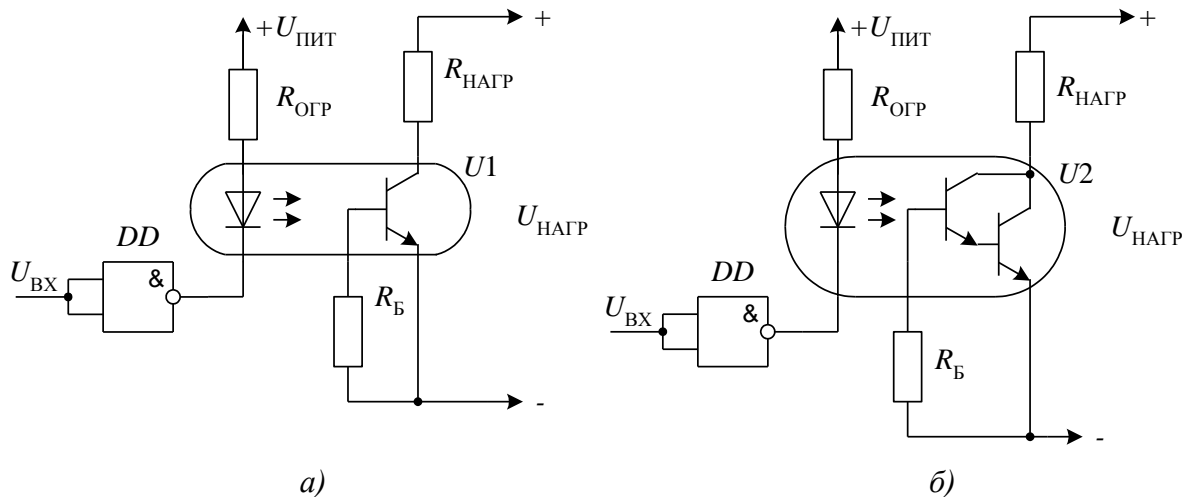 +UПИТ
RОГР
+
RНАГР
U1
UНАГР
DD
&
UВХ
RБ
-
а)
+UПИТ
RОГР
+
RНАГР
U2
UНАГР
DD
&
UВХ
RБ
-
б)